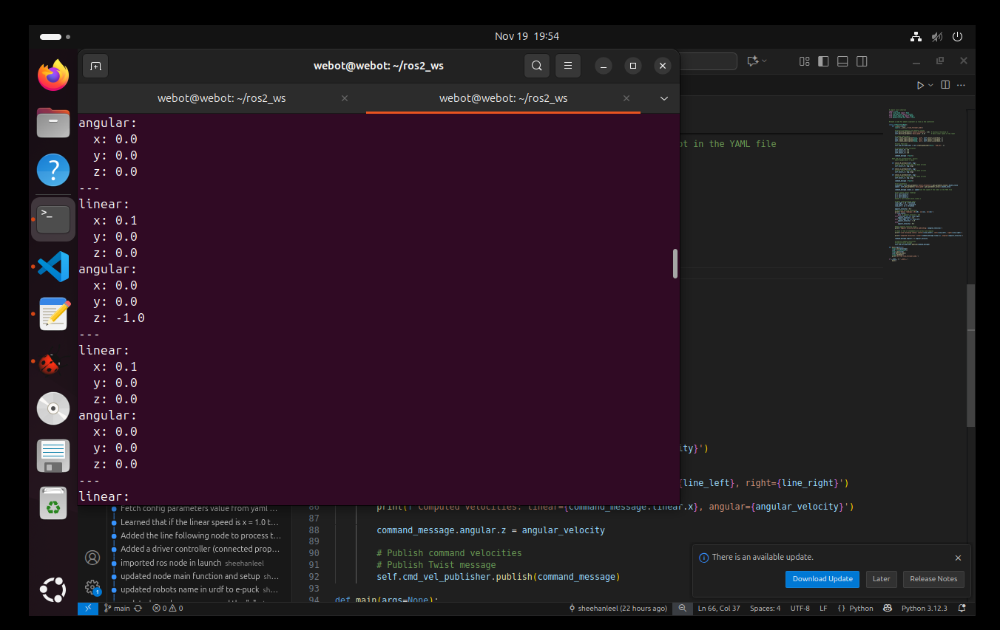 Nov 19 19:54
webot@webot: ~/ros2_ws
webot@webot: ~/ros2_ws
webot@webot: ~/ros2_ws
angular:
x: 0.0
y: 0.0
z: 0.0
---
linear:
x: 0.1
y: 0.0
z: 0.0
angular:
x: 0.0
y: 0.0
z: -1.0
---
linear:
x: 0.1
y: 0.0
z: 0.0
angular:
x: 0.0
y: 0.0
z: 0.0
---
linear:
ot in the YAML file
ity}')
{line_left}, right={line_right}')
86 print(f'Computed velocities: linear={command_message.linear.x}, angular={angular_velocity}')
87
88 command_message.angular.z = angular_velocity
89
90 # Publish command velocities
91 # Publish Twist message
92 self.cmd_vel_publisher.publish(command_message)
93
94 def main(args=None):
Fetch config parameters value from yaml ...
Learned that if the linear speed is x = 1.0 t...
Added the line following node to process t...
Added a driver controller (connected prop...
imported ros node in launch sheehanleel
updated node main function and setup sh...
updated robots name in urdf to e-puck sh...
1
There is an available update.
Download Update
Later
Release Notes
main
0 0
sheehanleel (22 hours ago)
Ln 66, Col 37
Spaces: 4
UTF-8
LF
{ } Python
Python 3.12.3